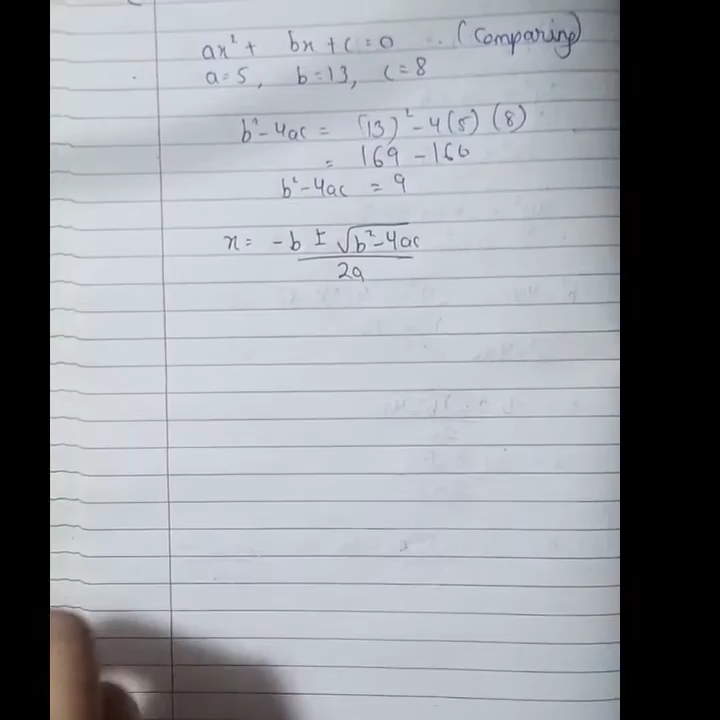 ax² + bx + c = 0 .. (Comparing)
a=5, b=13, c=8
b²-4ac = (13)² - 4(5) (8)
= 169 - 160
b²-4ac = 9
x = -b ± √b²-4ac
2a